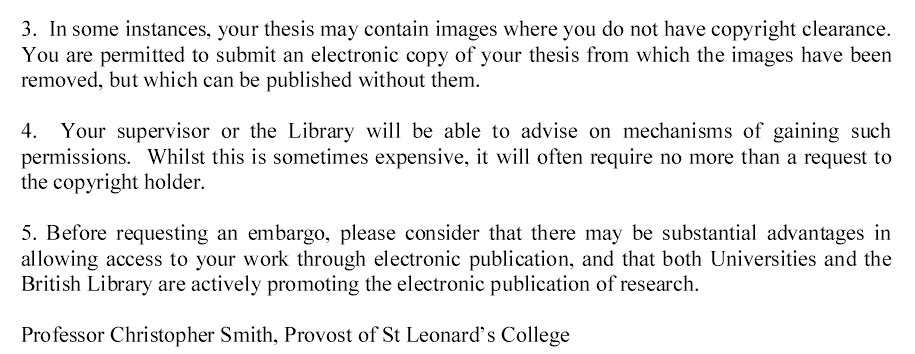 3. In some instances, your thesis may contain images where you do not have copyright clearance.
You are permitted to submit an electronic copy of your thesis from which the images have been
removed, but which can be published without them.
4. Your supervisor or the Library will be able to advise on mechanisms of gaining such
permissions. Whilst this is sometimes expensive, it will often require no more than a request to
the copyright holder.
5. Before requesting an embargo, please consider that there may be substantial advantages in
allowing access to your work through electronic publication, and that both Universities and the
British Library are actively promoting the electronic publication of research.
Professor Christopher Smith, Provost of St Leonard's College